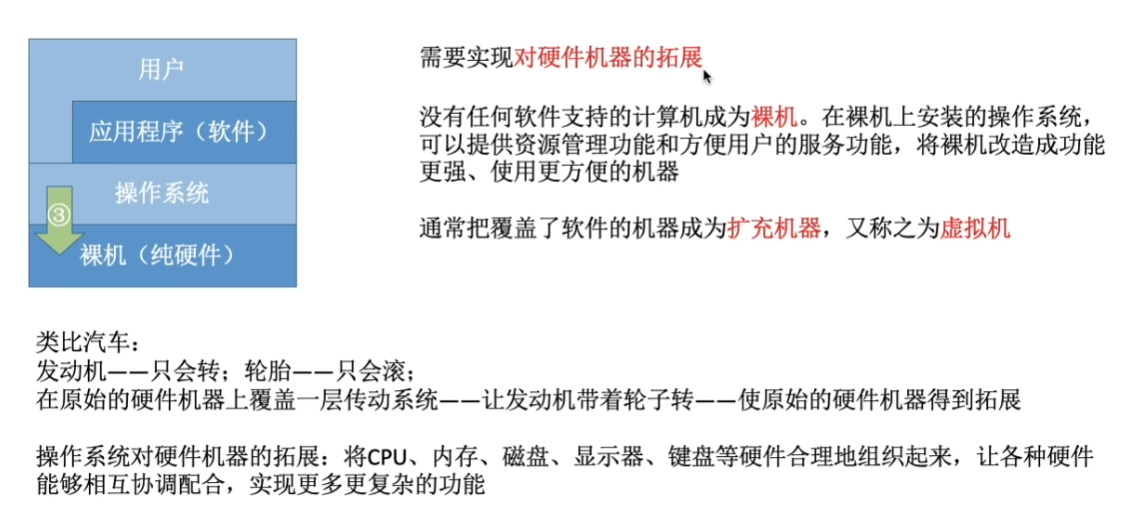 用户
应用程序（软件）
操作系统
③
裸机（纯硬件）
需要实现对硬件机器的拓展
没有任何软件支持的计算机成为裸机。在裸机上安装的操作系统，
可以提供资源管理功能和方便用户的服务功能，将裸机改造成功能
更强、使用更方便的机器
通常把覆盖了软件的机器成为扩充机器，又称之为虚拟机
类比汽车：
发动机——只会转；轮胎——只会滚；
在原始的硬件机器上覆盖一层传动系统——让发动机带着轮子转——使原始的硬件机器得到拓展
操作系统对硬件机器的拓展：将CPU、内存、磁盘、显示器、键盘等硬件合理地组织起来，让各种硬件
能够相互协调配合，实现更多更复杂的功能